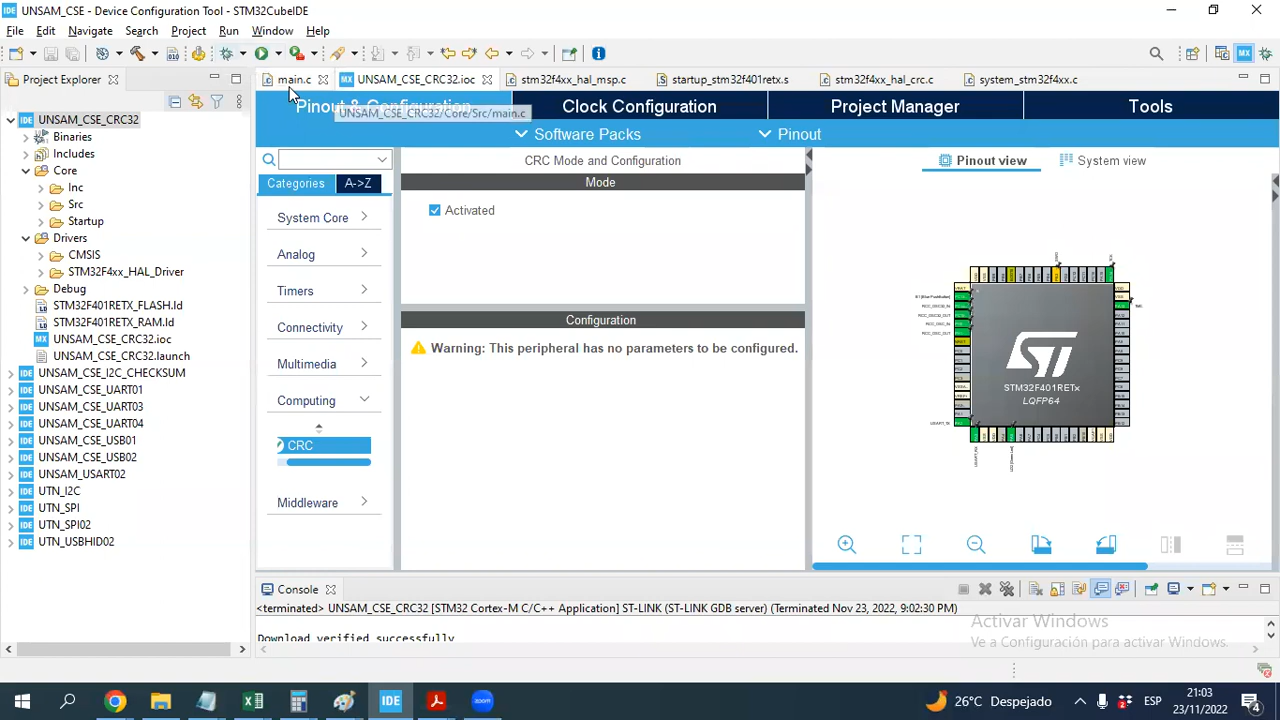 UNSAM_CSE - Device Configuration Tool - STM32CubeIDE
File Edit Navigate Search Project Run Window Help
Project Explorer
main.c
UNSAM_CSE_CRC32.ioc
stm32f4xx_hal_msp.c
startup_stm32f401retx.s
stm32f4xx_hal_crc.c
system_stm32f4xx.c
Pinout & Configuration
Clock Configuration
Project Manager
Tools
UNSAM_CSE_CRC32/Core/Src/main.c
Software Packs
Pinout
UNSAM_CSE_CRC32
Binaries
Includes
Core
Inc
Src
Startup
Drivers
CMSIS
STM32F4xx_HAL_Driver
Debug
STM32F401RETX_FLASH.ld
STM32F401RETX_RAM.ld
UNSAM_CSE_CRC32.ioc
UNSAM_CSE_CRC32.launch
UNSAM_CSE_I2C_CHECKSUM
UNSAM_CSE_UART01
UNSAM_CSE_UART03
UNSAM_CSE_UART04
UNSAM_CSE_USB01
UNSAM_CSE_USB02
UNSAM_USART02
UTN_I2C
UTN_SPI
UTN_SPI02
UTN_USBHID02
Categories
A->Z
System Core
Analog
Timers
Connectivity
Multimedia
Computing
CRC
Middleware
CRC Mode and Configuration
Mode
Activated
Configuration
Warning: This peripheral has no parameters to be configured.
Pinout view
System view
STM32F401RETx
LQFP64
Console
<terminated> UNSAM_CSE_CRC32 [STM32 Cortex-M C/C++ Application] ST-LINK (ST-LINK GDB server) (Terminated Nov 23, 2022, 9:02:30 PM)
Download verified successfully
Activar Windows
Ve a Configuración para activar Windows.
26°C Despejado
ESP
21:03
23/11/2022
4